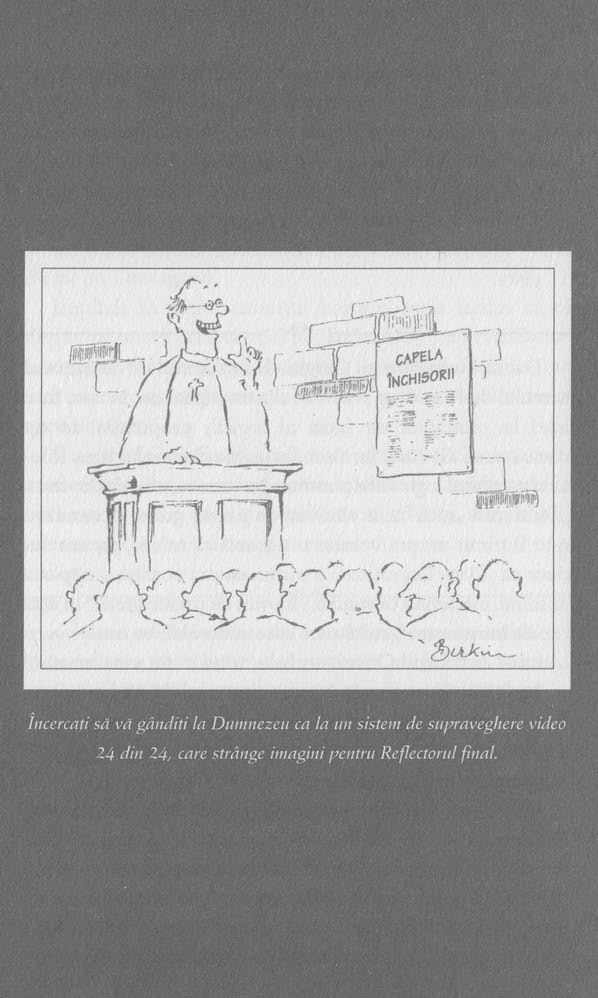 CAPELA
ÎNCHISORII
Berkin
Încercați să vă gânditi la Dumnezeu ca la un sistem de supraveghere video
24 din 24, care strânge imagini pentru Reflectorul final.